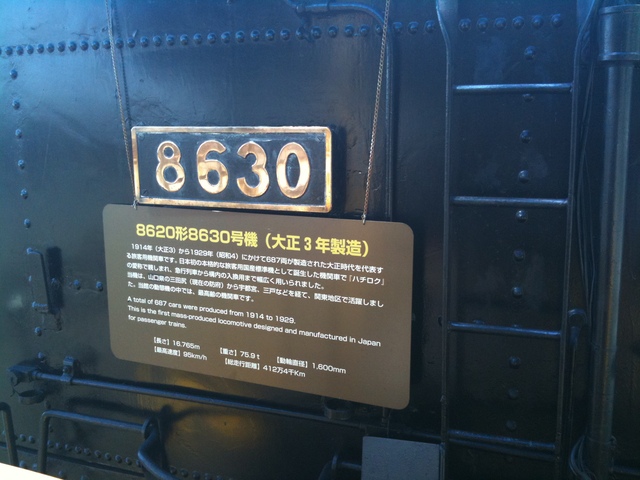 8630
8620形8630号機（大正3年製造）
1914年（大正3）から1929年（昭和4）にかけて687両が製造された大正時代を代表す
る旅客用機関車です。日本初の本格的な旅客用国産標準機として誕生した機関車で「ハチロク」
の愛称で親しまれ、急行列車から構内の入換用まで幅広く用いられました。
当機は、山口県の三田尻（現在の防府）から宇都宮、三戸などを経て、関東地区で活躍しまし
た。当館の動態機の中では、最高齢の機関車です。
A total of 687 cars were produced from 1914 to 1929.
This is the first mass-produced locomotive designed and manufactured in Japan
for passenger trains.
【長さ】16.765m 【重さ】75.9t 【動輪直径】1.600mm
【最高速度】95km/h 【総走行距離】412万4千Km